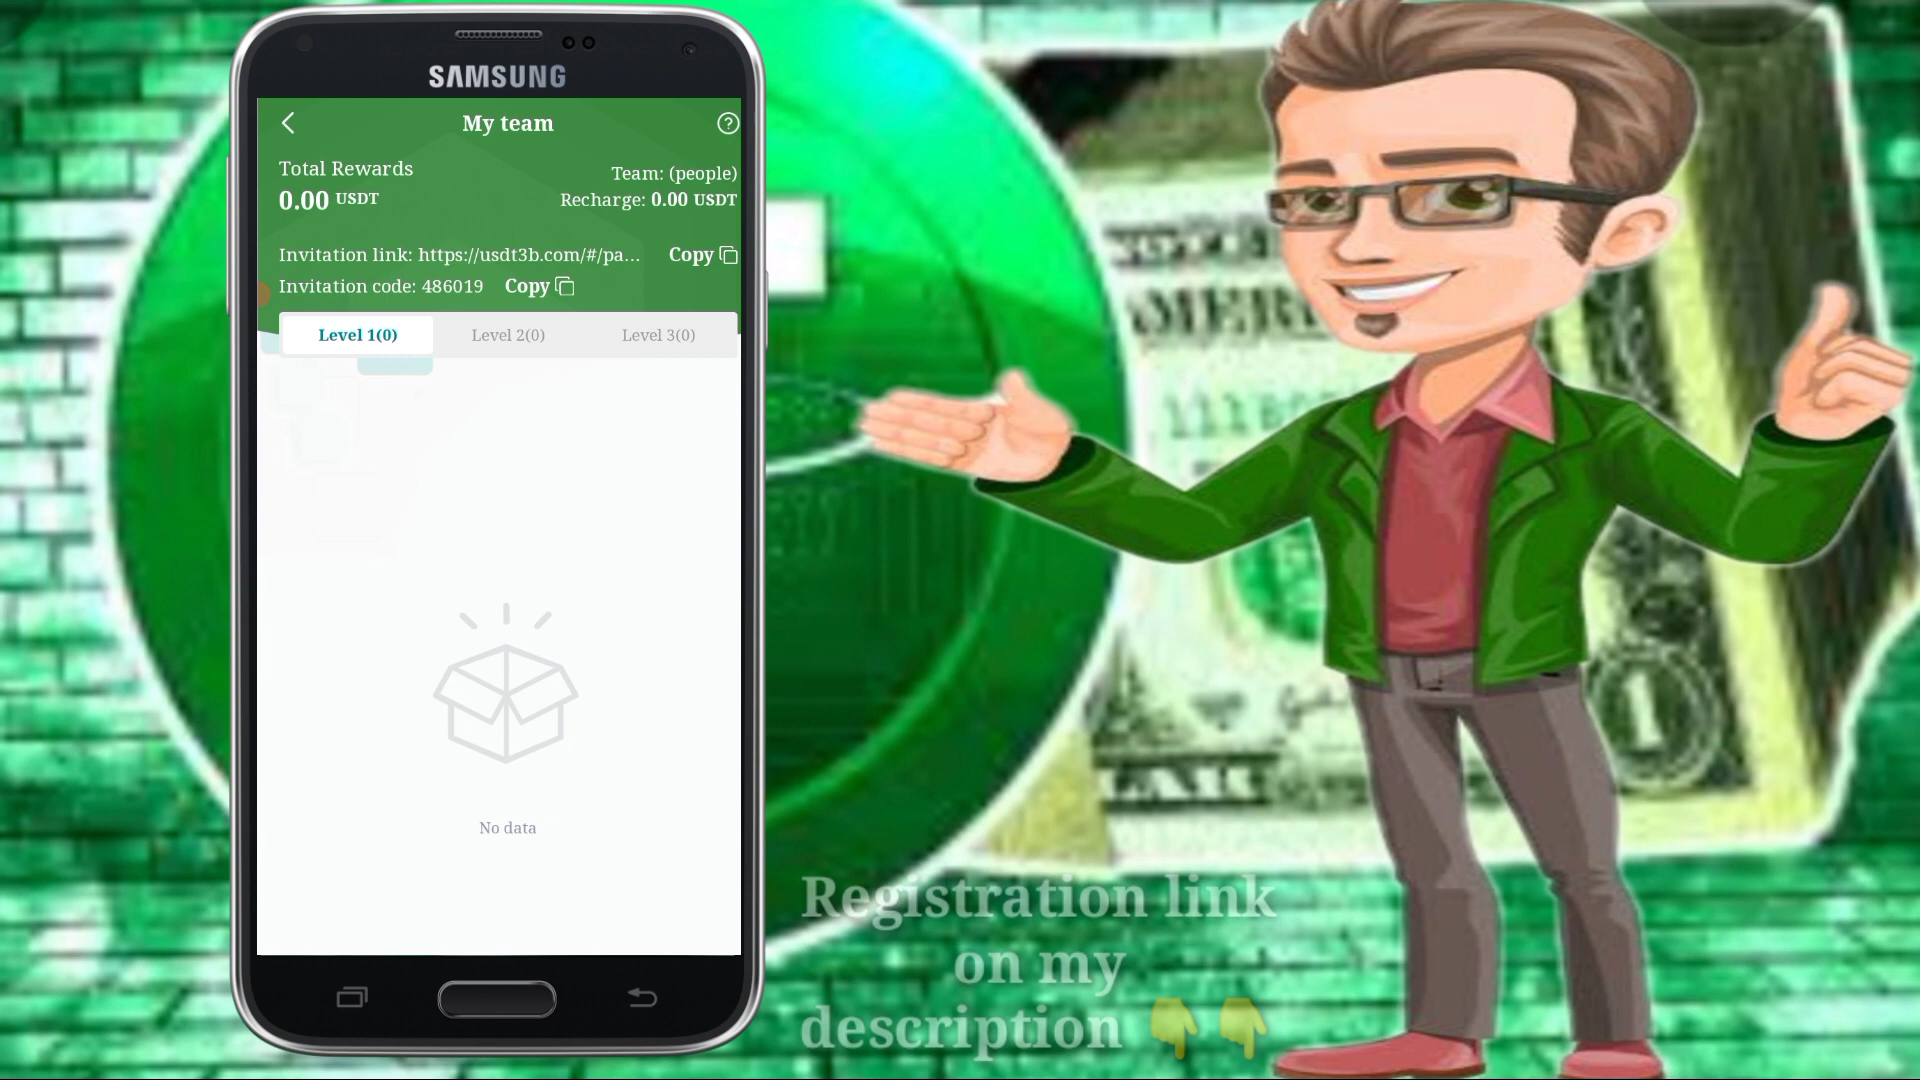 SAMSUNG
My team
Total Rewards
0.00 USDT
Team: (people)
Recharge: 0.00 USDT
Invitation link: https://usdt3b.com/#/pa... Copy
Invitation code: 486019 Copy
Level 1(0) Level 2(0) Level 3(0)
No data
Registration link
on my
description 👇👇